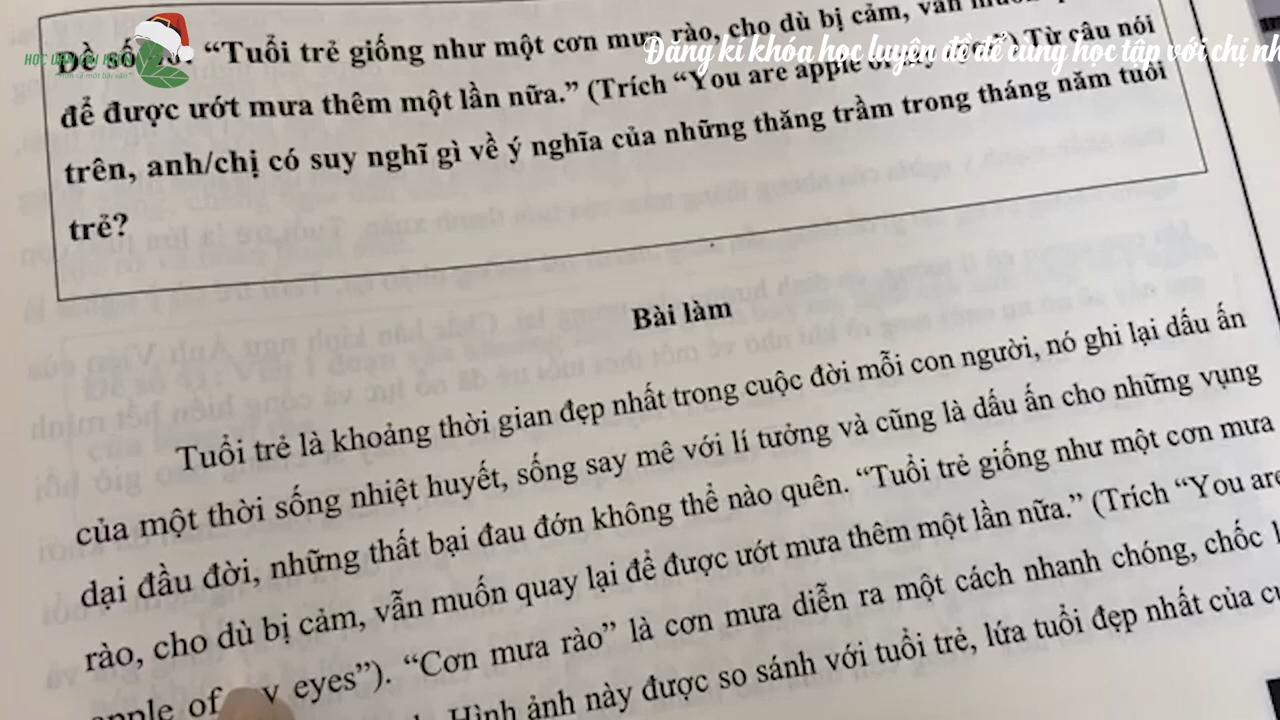 Đề số “Tuổi trẻ giống như một cơn mưa rào, cho dù bị cảm, vẫn
Đăng kí khóa học luyện đề để cùng học tập với chị
để được ướt mưa thêm một lần nữa.” (Trích “You are apple of Từ câu nói
trên, anh/chị có suy nghĩ gì về ý nghĩa của những thăng trầm trong tháng năm tuổi
trẻ?
Bài làm
Tuổi trẻ là khoảng thời gian đẹp nhất trong cuộc đời mỗi con người, nó ghi lại dấu ấn
của một thời sống nhiệt huyết, sống say mê với lí tưởng và cũng là dấu ấn cho những vụng
dại đầu đời, những thất bại đau đớn không thể nào quên. “Tuổi trẻ giống như một cơn mưa
rào, cho dù bị cảm, vẫn muốn quay lại để được ướt mưa thêm một lần nữa.” (Trích “You are
apple of eyes”). “Cơn mưa rào” là cơn mưa diễn ra một cách nhanh chóng, chốc
Hình ảnh này được so sánh với tuổi trẻ, lứa tuổi đẹp nhất của